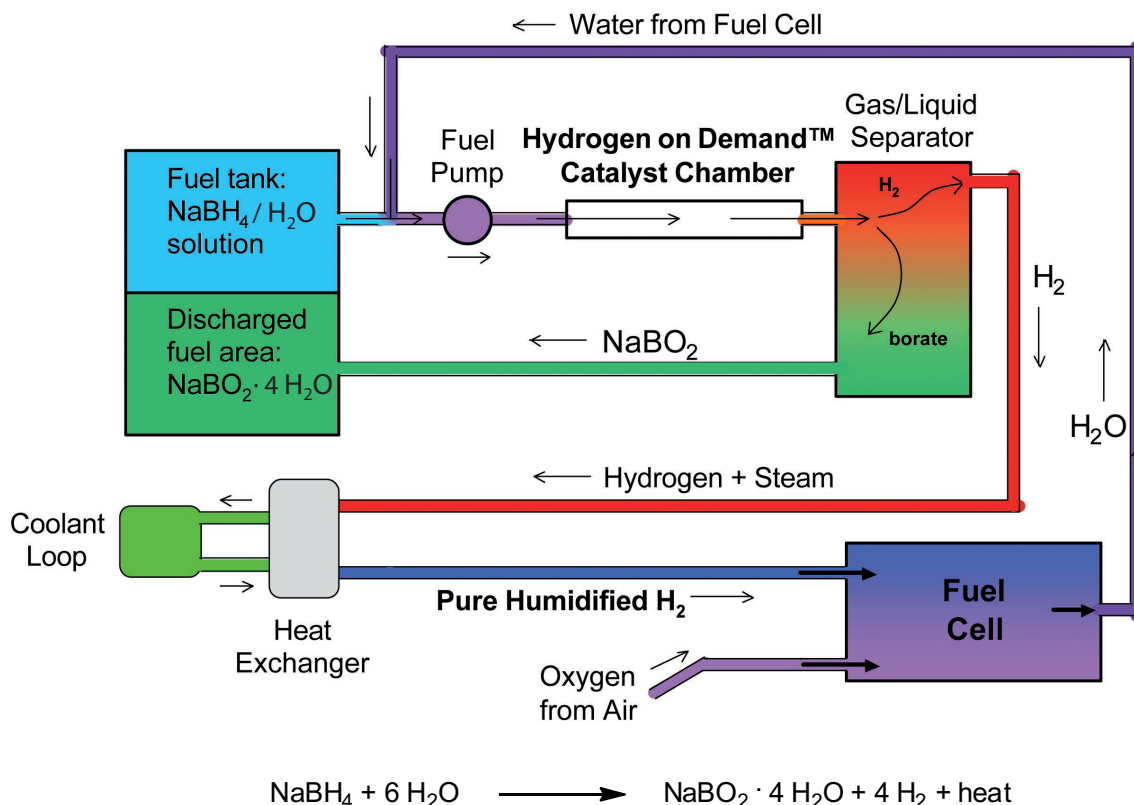 Water from Fuel Cell
Gas/Liquid
Separator
Fuel
Pump
Hydrogen on Demand™
Catalyst Chamber
Fuel tank:
NaBH₄ / H₂O
solution
H₂
H₂
Discharged
fuel area:
NaBO₂· 4 H₂O
NaBO₂
borate
H₂O
Hydrogen + Steam
Coolant
Loop
Pure Humidified H₂
Fuel
Cell
Heat
Exchanger
Oxygen
from Air
NaBH₄ + 6 H₂O → NaBO₂ · 4 H₂O + 4 H₂ + heat